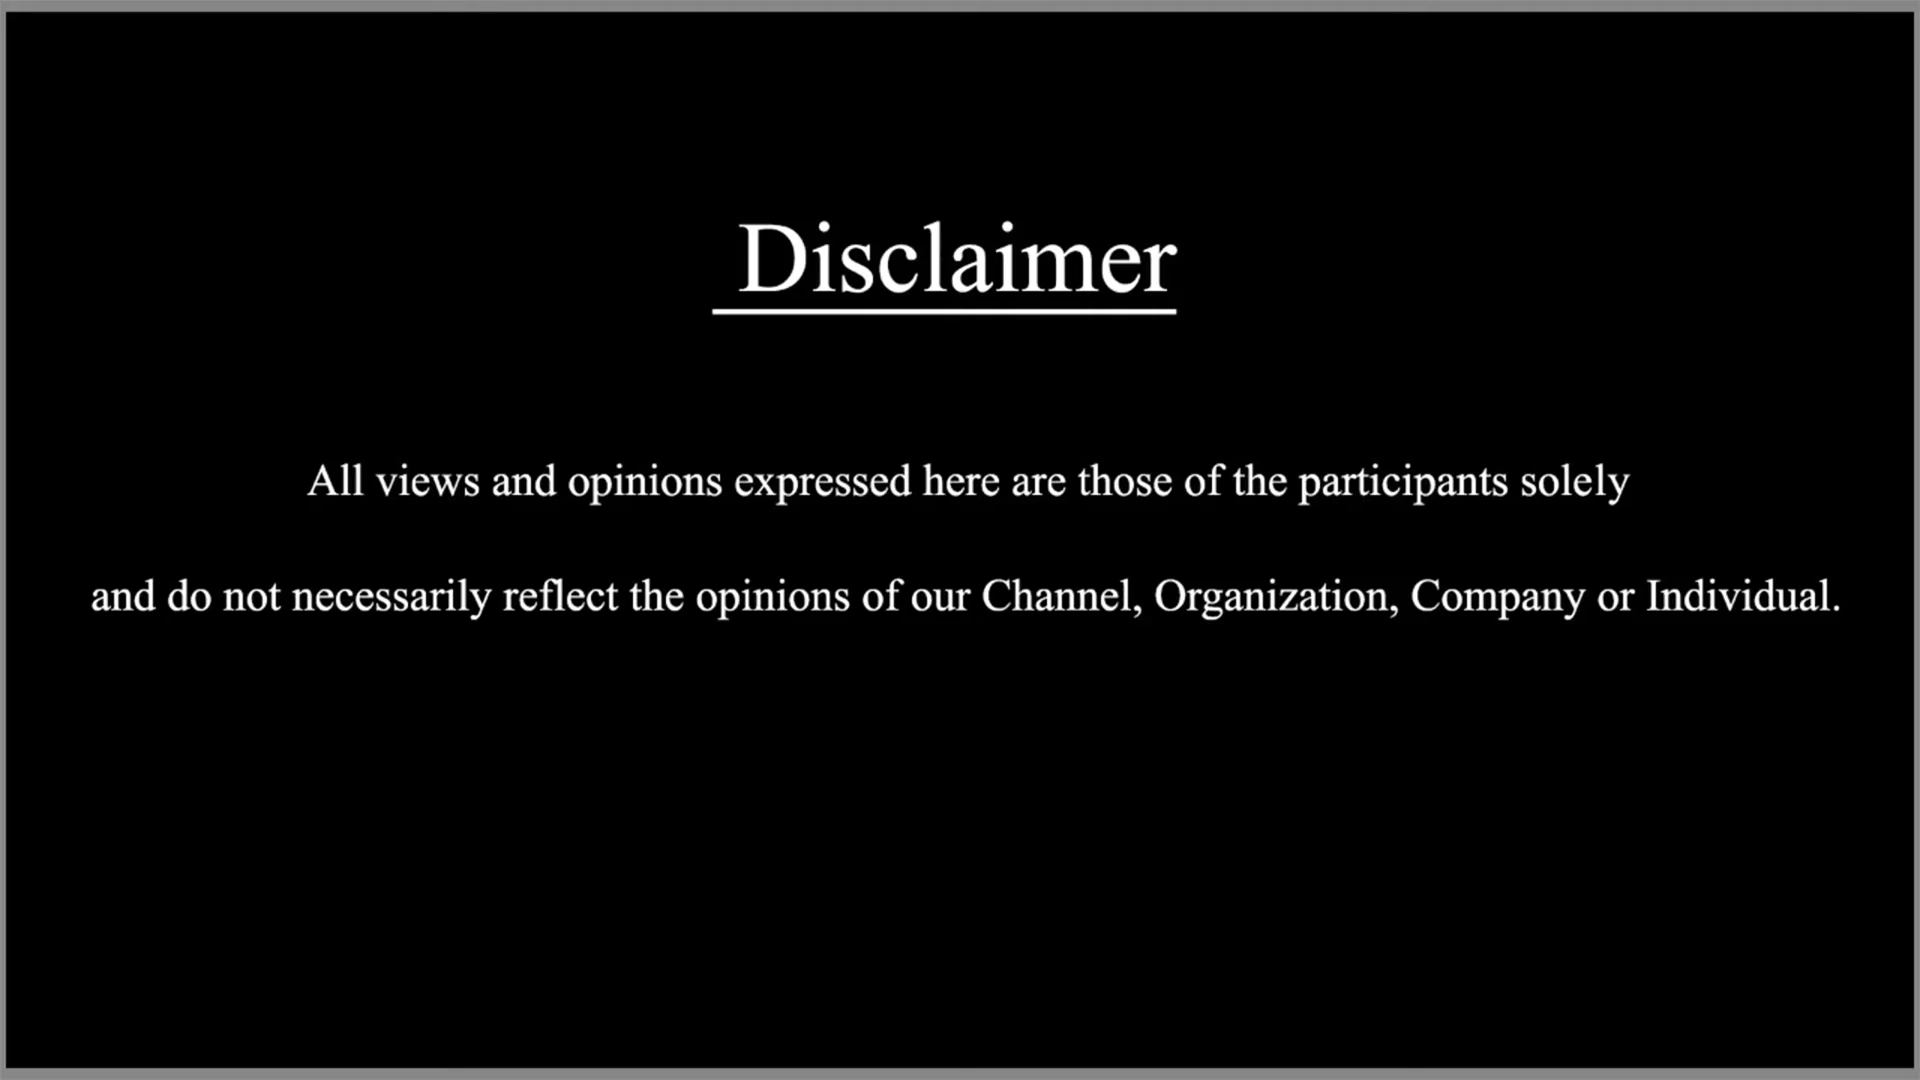 Disclaimer
All views and opinions expressed here are those of the participants solely
and do not necessarily reflect the opinions of our Channel, Organization, Company or Individual.